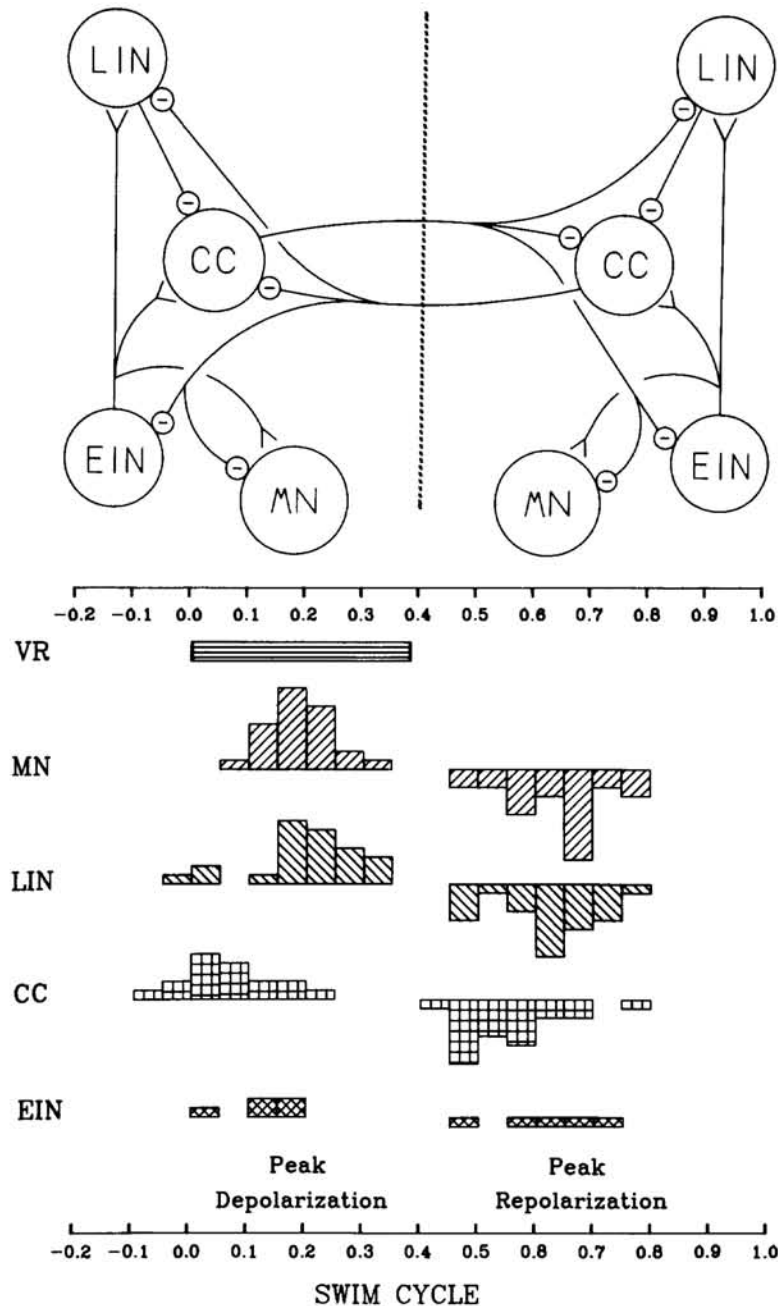 LIN LIN
− −
− −
CC − CC
−
− −
EIN − − EIN
MN MN
-0.2 -0.1 0.0 0.1 0.2 0.3 0.4 0.5 0.6 0.7 0.8 0.9 1.0
VR
MN
LIN
CC
EIN
Peak Peak
Depolarization Repolarization
-0.2 -0.1 0.0 0.1 0.2 0.3 0.4 0.5 0.6 0.7 0.8 0.9 1.0
SWIM CYCLE